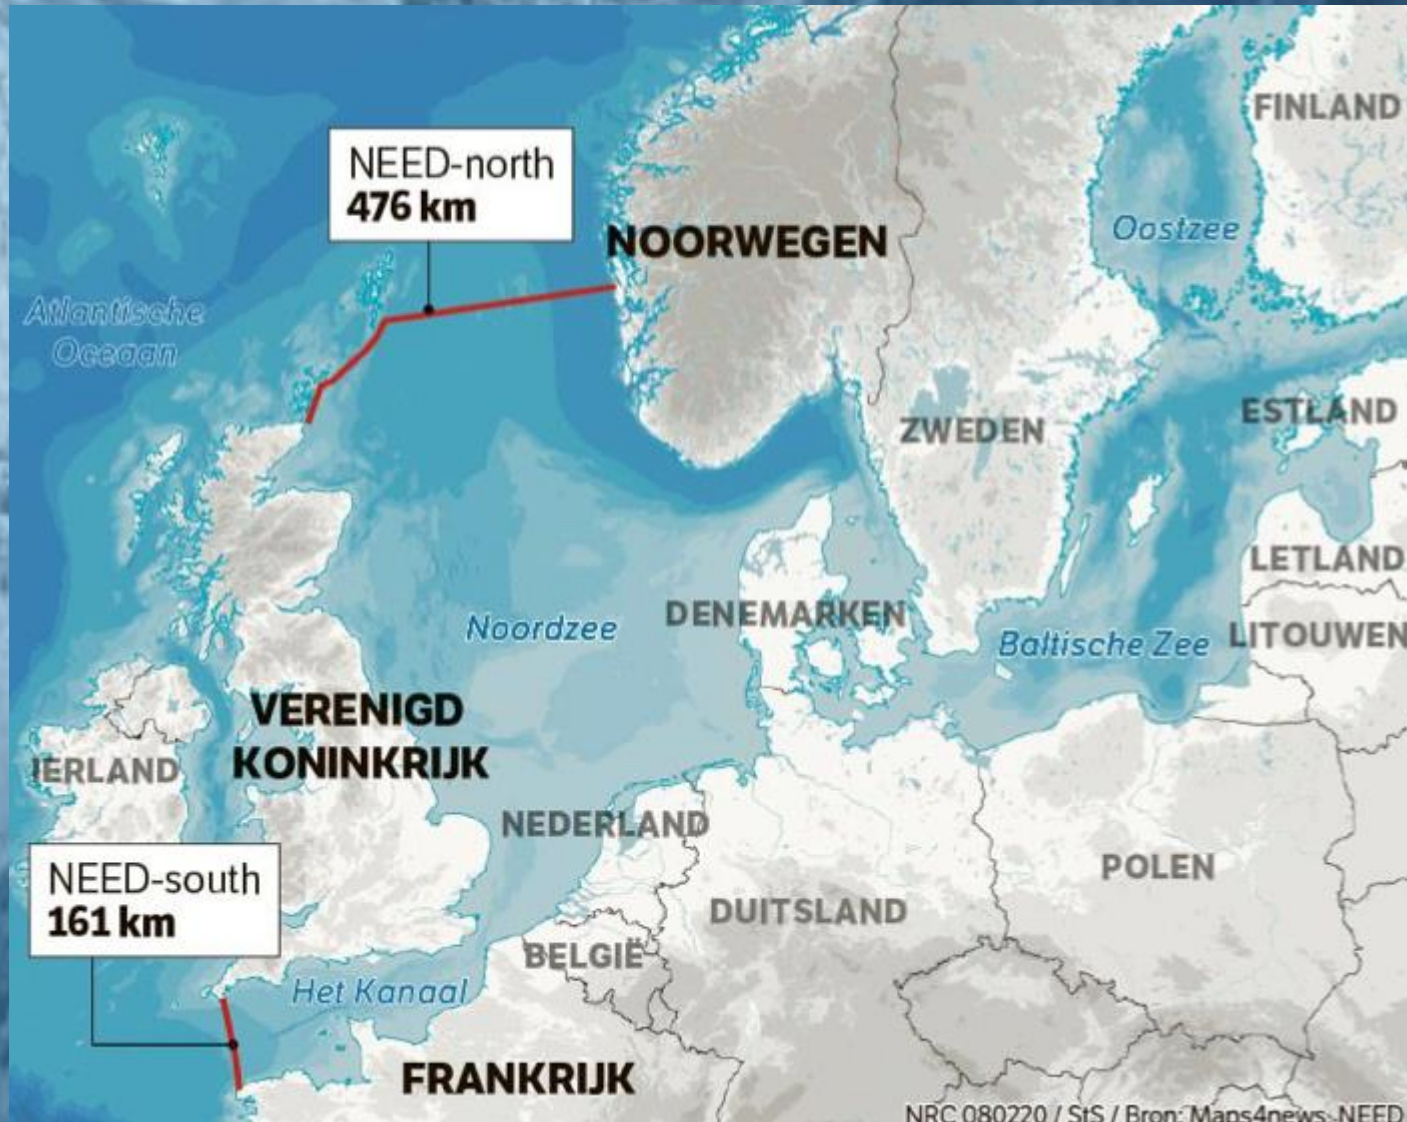 FINLAND
NEED-north
476 km
NOORWEGEN
Oostzee
Atlantische
Oceaan
ESTLAND
ZWEDEN
LETLAND
DENEMARKEN
Noordzee
Baltische Zee
LITOUWEN
VERENIGD
KONINKRIJK
IERLAND
NEDERLAND
POLEN
NEED-south
161 km
DUITSLAND
BELGIË
Het Kanaal
FRANKRIJK
NRC 080220 / StS / Bron: Maps4news, NEED